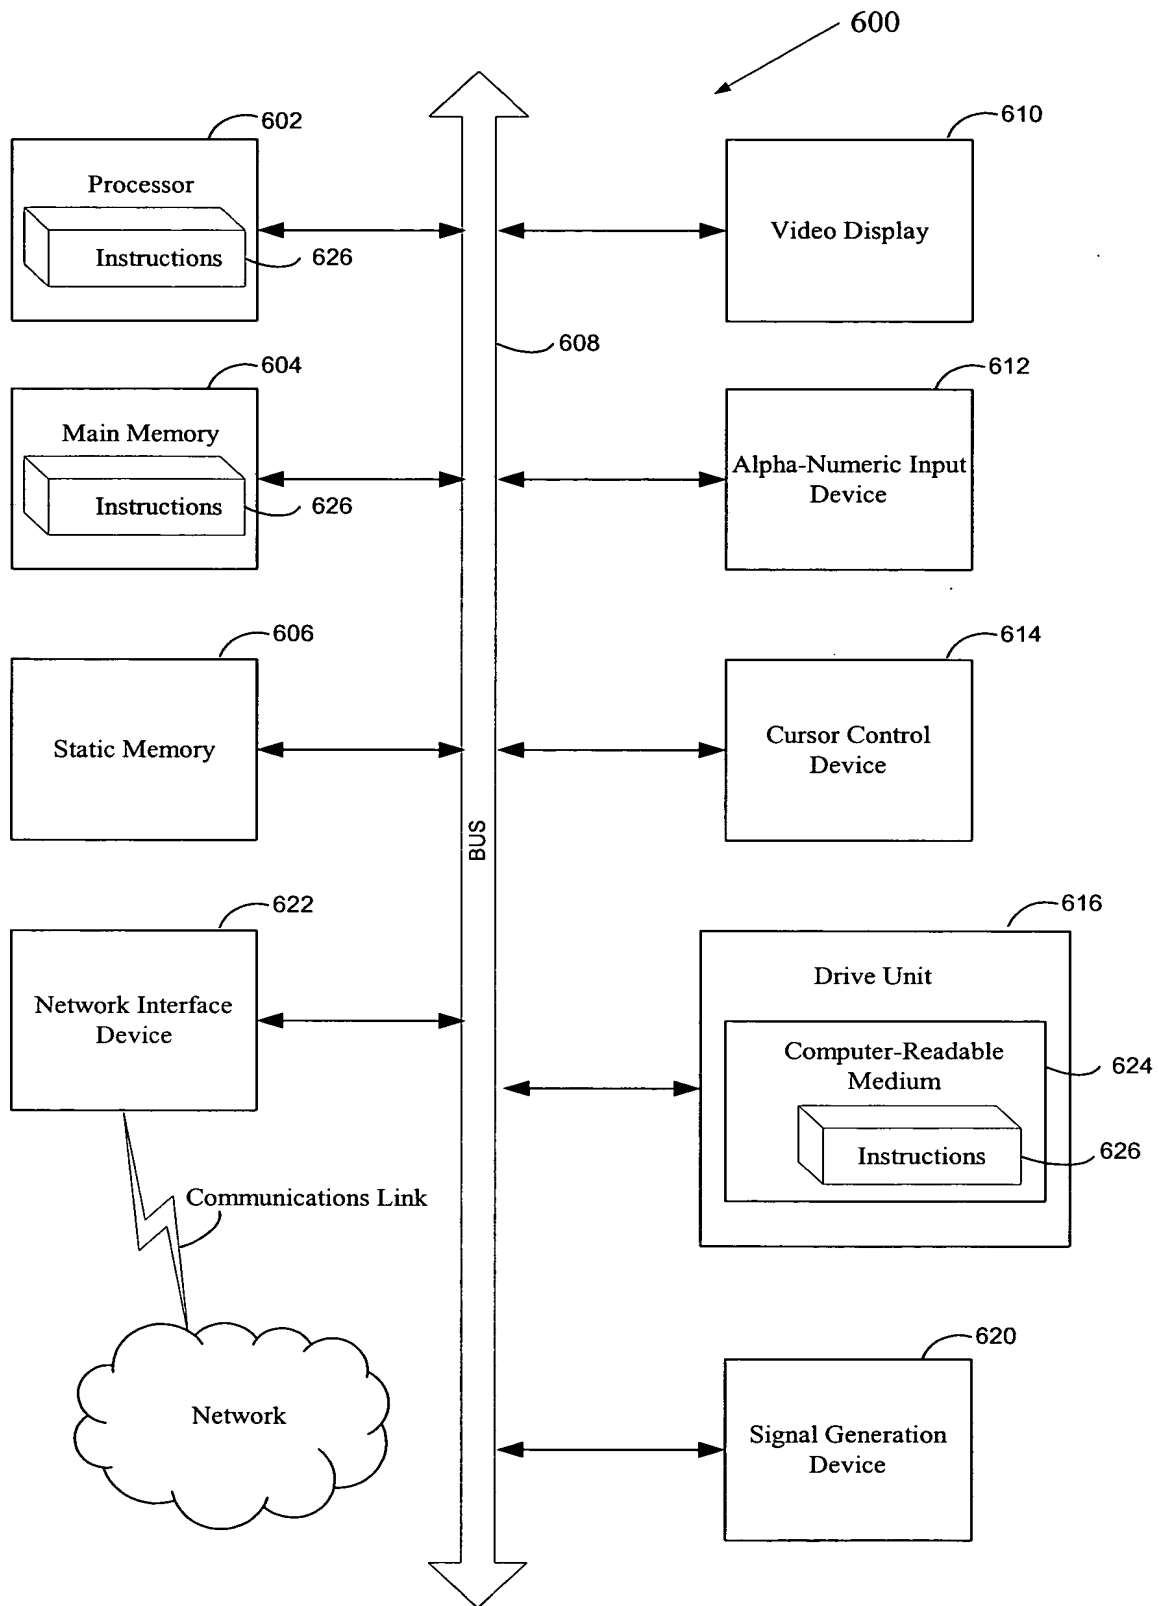 600
602
Processor
Instructions
626
610
Video Display
608
604
Main Memory
Instructions
626
612
Alpha-Numeric Input
Device
606
Static Memory
614
Cursor Control
Device
BUS
622
Network Interface
Device
616
Drive Unit
Computer-Readable
Medium
624
Instructions
626
Communications Link
Network
620
Signal Generation
Device